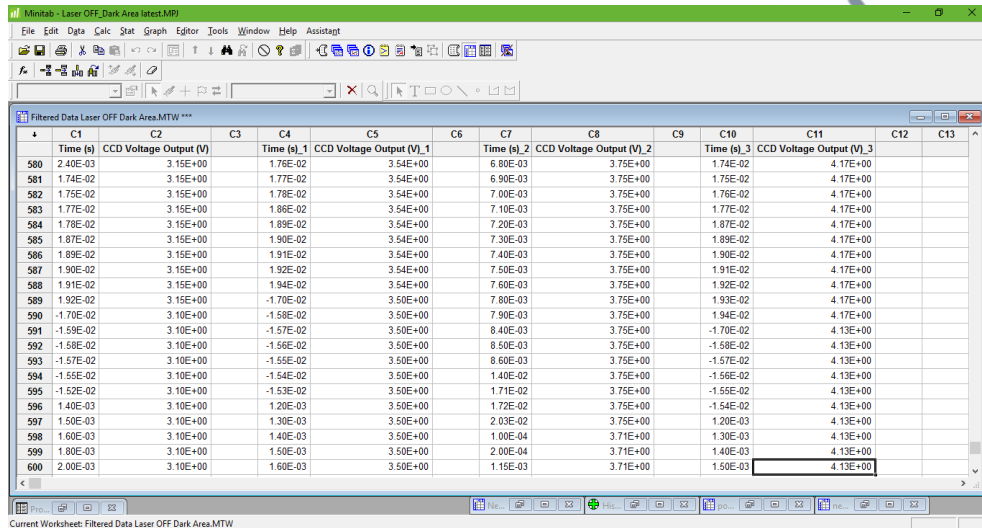 Minitab - Laser OFF_Dark Area latest.MPJ
File Edit Data Calc Stat Graph Editor Tools Window Help Assistant
Filtered Data Laser OFF Dark Area.MTW ***
C1 C2 C3 C4 C5 C6 C7 C8 C9 C10 C11 C12 C13
Time (s) CCD Voltage Output (V) Time (s)_1 CCD Voltage Output (V)_1 Time (s)_2 CCD Voltage Output (V)_2 Time (s)_3 CCD Voltage Output (V)_3
580 2.40E-03 3.15E+00 1.76E-02 3.54E+00 6.80E-03 3.75E+00 1.74E-02 4.17E+00
581 1.74E-02 3.15E+00 1.77E-02 3.54E+00 6.90E-03 3.75E+00 1.75E-02 4.17E+00
582 1.75E-02 3.15E+00 1.78E-02 3.54E+00 7.00E-03 3.75E+00 1.76E-02 4.17E+00
583 1.77E-02 3.15E+00 1.86E-02 3.54E+00 7.10E-03 3.75E+00 1.77E-02 4.17E+00
584 1.78E-02 3.15E+00 1.89E-02 3.54E+00 7.20E-03 3.75E+00 1.87E-02 4.17E+00
585 1.87E-02 3.15E+00 1.90E-02 3.54E+00 7.30E-03 3.75E+00 1.89E-02 4.17E+00
586 1.89E-02 3.15E+00 1.91E-02 3.54E+00 7.40E-03 3.75E+00 1.90E-02 4.17E+00
587 1.90E-02 3.15E+00 1.92E-02 3.54E+00 7.50E-03 3.75E+00 1.91E-02 4.17E+00
588 1.91E-02 3.15E+00 1.94E-02 3.54E+00 7.60E-03 3.75E+00 1.92E-02 4.17E+00
589 1.92E-02 3.15E+00 -1.70E-02 3.50E+00 7.80E-03 3.75E+00 1.93E-02 4.17E+00
590 -1.70E-02 3.10E+00 -1.58E-02 3.50E+00 7.90E-03 3.75E+00 1.94E-02 4.17E+00
591 -1.59E-02 3.10E+00 -1.57E-02 3.50E+00 8.40E-03 3.75E+00 -1.70E-02 4.13E+00
592 -1.58E-02 3.10E+00 -1.56E-02 3.50E+00 8.50E-03 3.75E+00 -1.58E-02 4.13E+00
593 -1.57E-02 3.10E+00 -1.55E-02 3.50E+00 8.60E-03 3.75E+00 -1.57E-02 4.13E+00
594 -1.55E-02 3.10E+00 -1.54E-02 3.50E+00 1.40E-02 3.75E+00 -1.56E-02 4.13E+00
595 -1.52E-02 3.10E+00 -1.53E-02 3.50E+00 1.71E-02 3.75E+00 -1.55E-02 4.13E+00
596 1.40E-03 3.10E+00 1.20E-03 3.50E+00 1.72E-02 3.75E+00 -1.54E-02 4.13E+00
597 1.50E-03 3.10E+00 1.30E-03 3.50E+00 2.03E-02 3.75E+00 1.20E-03 4.13E+00
598 1.60E-03 3.10E+00 1.40E-03 3.50E+00 1.00E-04 3.71E+00 1.30E-03 4.13E+00
599 1.80E-03 3.10E+00 1.50E-03 3.50E+00 2.00E-04 3.71E+00 1.40E-03 4.13E+00
600 2.00E-03 3.10E+00 1.60E-03 3.50E+00 1.15E-03 3.71E+00 1.50E-03 4.13E+00
Pro... Ne... His... po... ne...
Current Worksheet: Filtered Data Laser OFF Dark Area.MTW